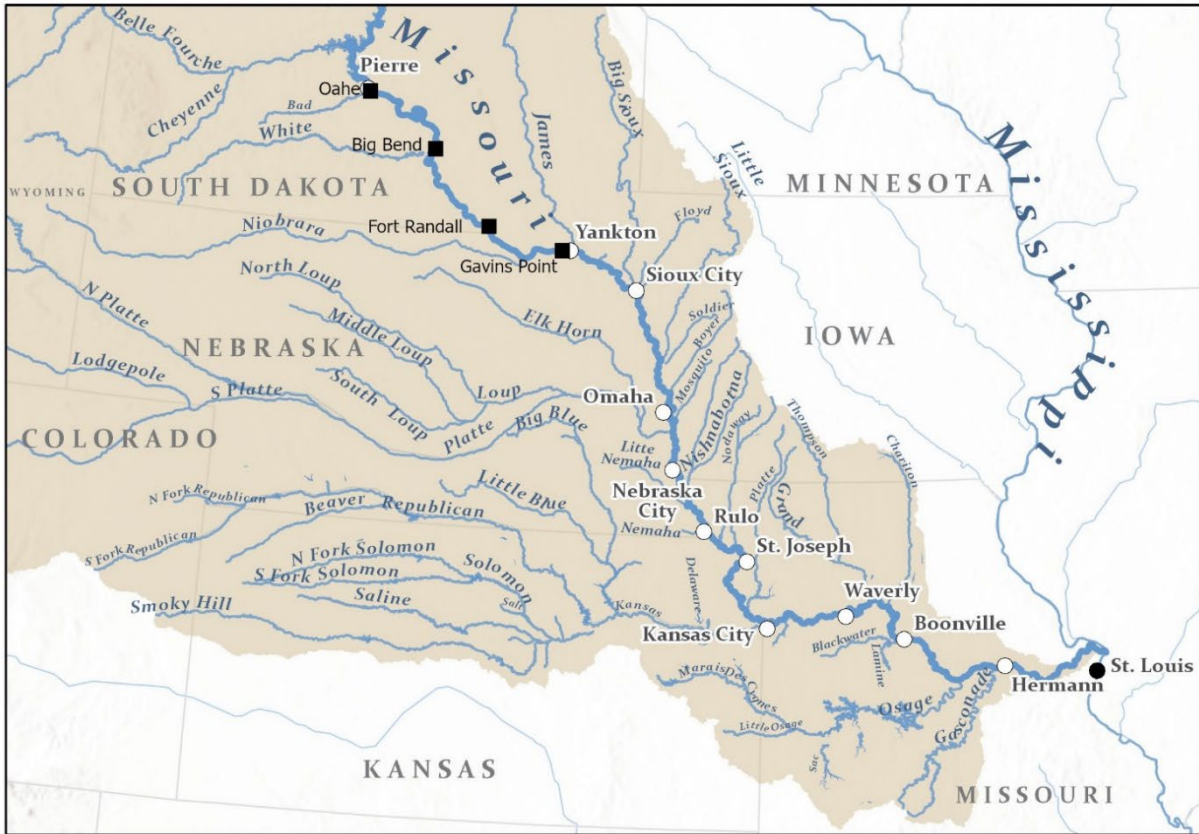 Belle Fourche
Missouri
Pierre
Oahe
Bad
Cheyenne
White
Big Bend
James
Big Sioux
Little
Sioux
Mississippi
WYOMING
SOUTH DAKOTA
MINNESOTA
Niobrara
Fort Randall
Floyd
Yankton
Gavins Point
Sioux City
North Loup
N Platte
Elk Horn
Soldier
Boyer
Middle Loup
IOWA
NEBRASKA
Mosquito
Lodgepole
S Platte
South Loup
Loup
Omaha
Nishnabotna
Platte
Big Blue
Nodaway
Thompson
COLORADO
Chariton
Litte
Nemaha
Nebraska
City
Platte
Grand
Little Blue
N Fork Republican
Beaver
Republican
Rulo
Nemaha
St. Joseph
S Fork Republican
N Fork Solomon
Solomon
S Fork Solomon
Delaware
Saline
Salt
Smoky Hill
Kansas
Waverly
Kansas City
Boonville
Blackwater
Lamine
St. Louis
Hermann
Marais Des Cygnes
Osage
Gasconade
Little Osage
Sac
KANSAS
MISSOURI